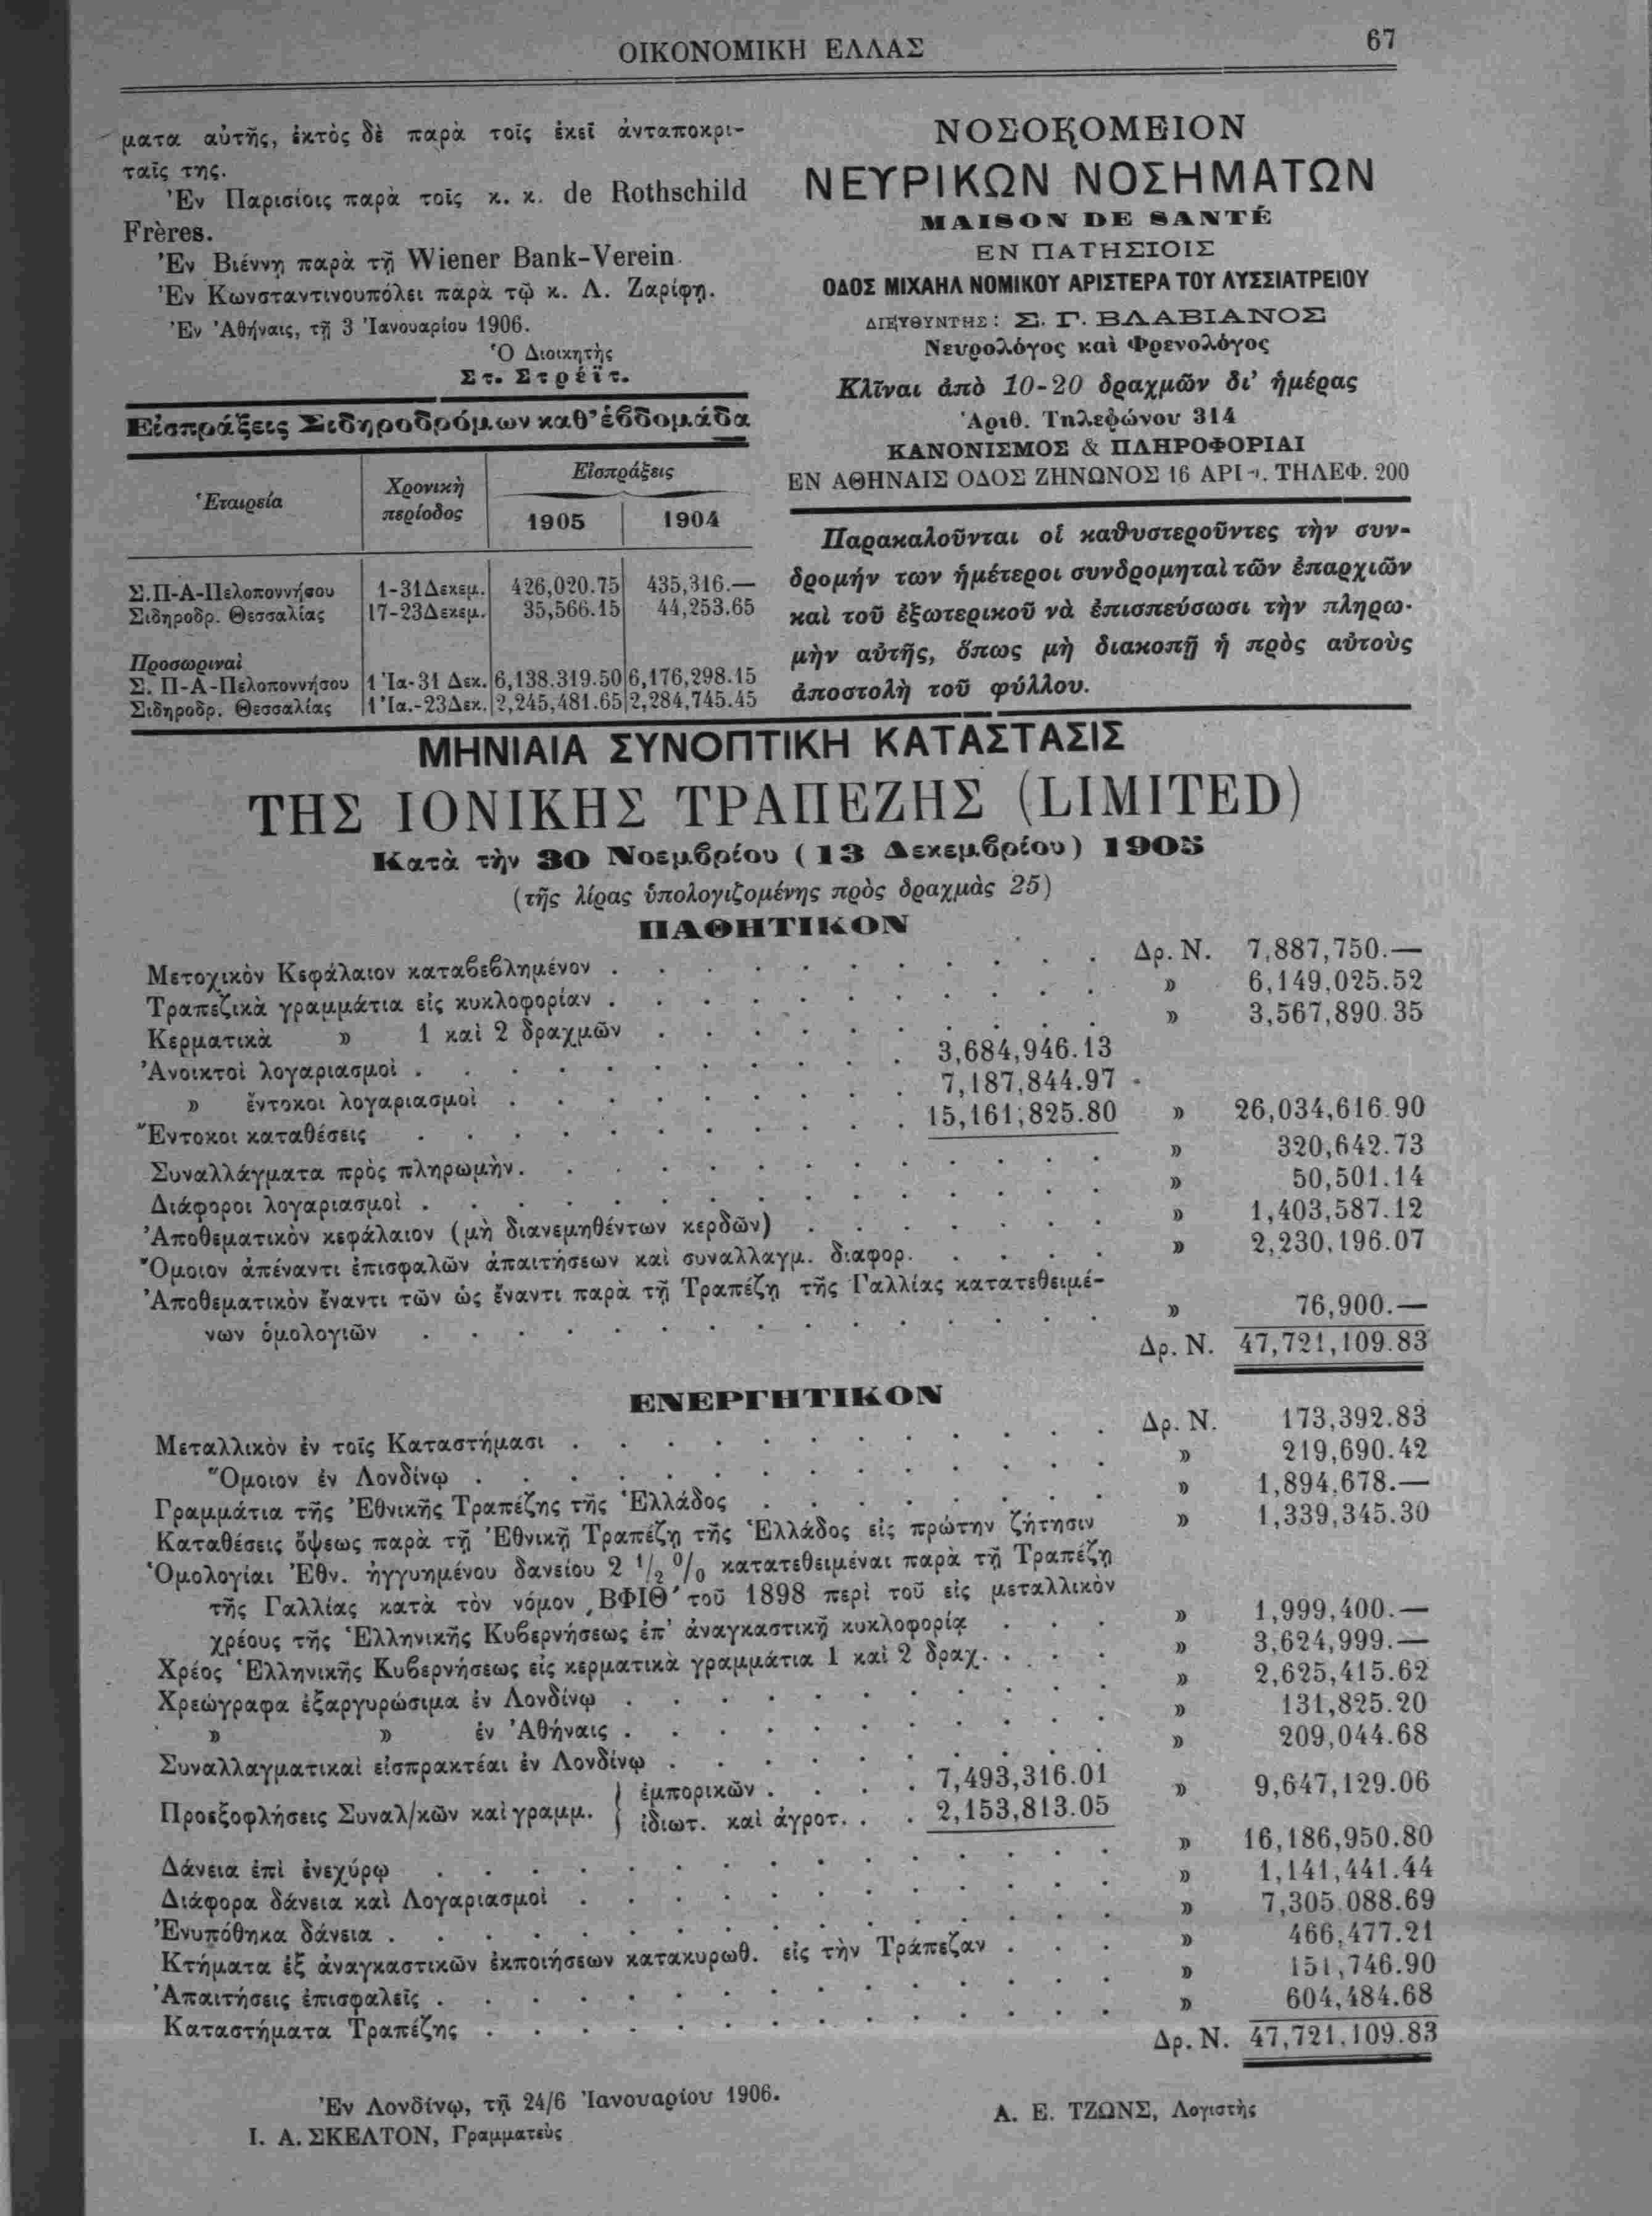 ΟΙΚΟΝΟΜΙΚΗ ΕΛΛΑΣ
67
ματα αὐτῆς, ἐκτὸς δὲ παρὰ τοῖς ἐκεῖ ἀνταποκρι-
ταῖς της.
Ἐν Παρισίοις παρὰ τοῖς κ. κ. de Rothschild
Frères.
Ἐν Βιέννῃ παρὰ τῇ Wiener Bank-Verein
Ἐν Κωνσταντινουπόλει παρὰ τῷ κ. Λ. Ζαρίφῃ.
Ἐν Ἀθήναις, τῇ 3 Ἰανουαρίου 1906.
Ὁ Διοικητὴς
Στ. Στρέϊτ.
Εἰσπράξεις Σιδηροδρόμων καθ' ἑβδομάδα
Ἑταιρεία Χρονικὴ περίοδος Εἰσπράξεις
1905 1904
Σ.Π-Α-Πελοποννήσου 1-31 Δεκεμ. 426,020.75 435,316.—
Σιδηροδρ. Θεσσαλίας 17-23 Δεκεμ. 35,566.15 44,253.65
Προσωριναὶ
Σ. Π-Α-Πελοποννήσου 1 Ἰα-31 Δεκ. 6,138.319.50 6,176,298.15
Σιδηροδρ. Θεσσαλίας 1 Ἰα.-23 Δεκ. 2,245,481.65 2,284,745.45
ΝΟΣΟΚΟΜΕΙΟΝ
ΝΕΥΡΙΚΩΝ ΝΟΣΗΜΑΤΩΝ
MAISON DE SANTÉ
ΕΝ ΠΑΤΗΣΙΟΙΣ
ΟΔΟΣ ΜΙΧΑΗΛ ΝΟΜΙΚΟΥ ΑΡΙΣΤΕΡΑ ΤΟΥ ΛΥΣΣΙΑΤΡΕΙΟΥ
ΔΙΕΥΘΥΝΤΗΣ: Σ. Γ. ΒΛΑΒΙΑΝΟΣ
Νευρολόγος καὶ Φρενολόγος
Κλῖναι ἀπὸ 10-20 δραχμῶν δι' ἡμέρας
Ἀριθ. Τηλεφώνου 314
ΚΑΝΟΝΙΣΜΟΣ & ΠΛΗΡΟΦΟΡΙΑΙ
ΕΝ ΑΘΗΝΑΙΣ ΟΔΟΣ ΖΗΝΩΝΟΣ 16 ΑΡΙΘ. ΤΗΛΕΦ. 200
Παρακαλοῦνται οἱ καθυστεροῦντες τὴν συν-
δρομήν των ἡμέτεροι συνδρομηταὶ τῶν ἐπαρχιῶν
καὶ τοῦ ἐξωτερικοῦ νὰ ἐπισπεύσωσι τὴν πληρω-
μὴν αὐτῆς, ὅπως μὴ διακοπῇ ἡ πρὸς αὐτοὺς
ἀποστολὴ τοῦ φύλλου.
ΜΗΝΙΑΙΑ ΣΥΝΟΠΤΙΚΗ ΚΑΤΑΣΤΑΣΙΣ
ΤΗΣ ΙΟΝΙΚΗΣ ΤΡΑΠΕΖΗΣ (LIMITED)
Κατὰ τὴν 30 Νοεμβρίου (13 Δεκεμβρίου) 1905
(τῆς λίρας ὑπολογιζομένης πρὸς δραχμὰς 25)
ΠΑΘΗΤΙΚΟΝ
Μετοχικὸν Κεφάλαιον καταβεβλημένον . . . Δρ. Ν. 7,887,750.—
Τραπεζικὰ γραμμάτια εἰς κυκλοφορίαν . . . » 6,149,025.52
Κερματικὰ » 1 καὶ 2 δραχμῶν . . . » 3,567,890.35
Ἀνοικτοὶ λογαριασμοὶ . . . 3,684,946.13
» ἔντοκοι λογαριασμοὶ . . . 7,187,844.97
Ἔντοκοι καταθέσεις . . . 15,161,825.80 » 26,034,616.90
Συναλλάγματα πρὸς πληρωμὴν. . . . » 320,642.73
Διάφοροι λογαριασμοὶ . . . » 50,501.14
Ἀποθεματικὸν κεφάλαιον (μὴ διανεμηθέντων κερδῶν) . . . » 1,403,587.12
Ὅμοιον ἀπέναντι ἐπισφαλῶν ἀπαιτήσεων καὶ συναλλαγμ. διαφορ. . . . » 2,230,196.07
Ἀποθεματικὸν ἔναντι τῶν ὡς ἔναντι παρὰ τῇ Τραπέζῃ τῆς Γαλλίας κατατεθειμέ-
νων ὁμολογιῶν . . . » 76,900.—
Δρ. Ν. 47,721,109.83
ΕΝΕΡΓΗΤΙΚΟΝ
Μεταλλικὸν ἐν τοῖς Καταστήμασι . . . Δρ. Ν. 173,392.83
Ὅμοιον ἐν Λονδίνῳ . . . » 219,690.42
Γραμμάτια τῆς Ἐθνικῆς Τραπέζης τῆς Ἑλλάδος . . . » 1,894,678.—
Καταθέσεις ὄψεως παρὰ τῇ Ἐθνικῇ Τραπέζῃ τῆς Ἑλλάδος εἰς πρώτην ζήτησιν » 1,339,345.30
Ὁμολογίαι Ἐθν. ἠγγυημένου δανείου 2 1/2 0/0 κατατεθειμέναι παρὰ τῇ Τραπέζῃ
τῆς Γαλλίας κατὰ τὸν νόμον ͵ΒΦΙΘ' τοῦ 1898 περὶ τοῦ εἰς μεταλλικὸν
χρέους τῆς Ἑλληνικῆς Κυβερνήσεως ἐπ' ἀναγκαστικῇ κυκλοφορίᾳ . . . » 1,999,400.—
Χρέος Ἑλληνικῆς Κυβερνήσεως εἰς κερματικὰ γραμμάτια 1 καὶ 2 δραχ. . . . » 3,624,999.—
Χρεώγραφα ἐξαργυρώσιμα ἐν Λονδίνῳ . . . » 2,625,415.62
» » ἐν Ἀθήναις . . . » 131,825.20
Συναλλαγματικαὶ εἰσπρακτέαι ἐν Λονδίνῳ . . . » 209,044.68
Προεξοφλήσεις Συναλ/κῶν καὶ γραμμ. } ἐμπορικῶν . . . 7,493,316.01
ἰδιωτ. καὶ ἀγροτ. . . 2,153,813.05 » 9,647,129.06
Δάνεια ἐπὶ ἐνεχύρῳ . . . » 16,186,950.80
Διάφορα δάνεια καὶ Λογαριασμοὶ . . . » 1,141,441.44
Ἐνυπόθηκα δάνεια . . . » 7,305.088.69
Κτήματα ἐξ ἀναγκαστικῶν ἐκποιήσεων κατακυρωθ. εἰς τὴν Τράπεζαν . . . » 466,477.21
Ἀπαιτήσεις ἐπισφαλεῖς . . . » 151,746.90
Καταστήματα Τραπέζης . . . » 604,484.68
Δρ. Ν. 47,721,109.83
Ἐν Λονδίνῳ, τῇ 24/6 Ἰανουαρίου 1906.
Ι. Α. ΣΚΕΛΤΟΝ, Γραμματεὺς
Α. Ε. ΤΖΩΝΣ, Λογιστὴς